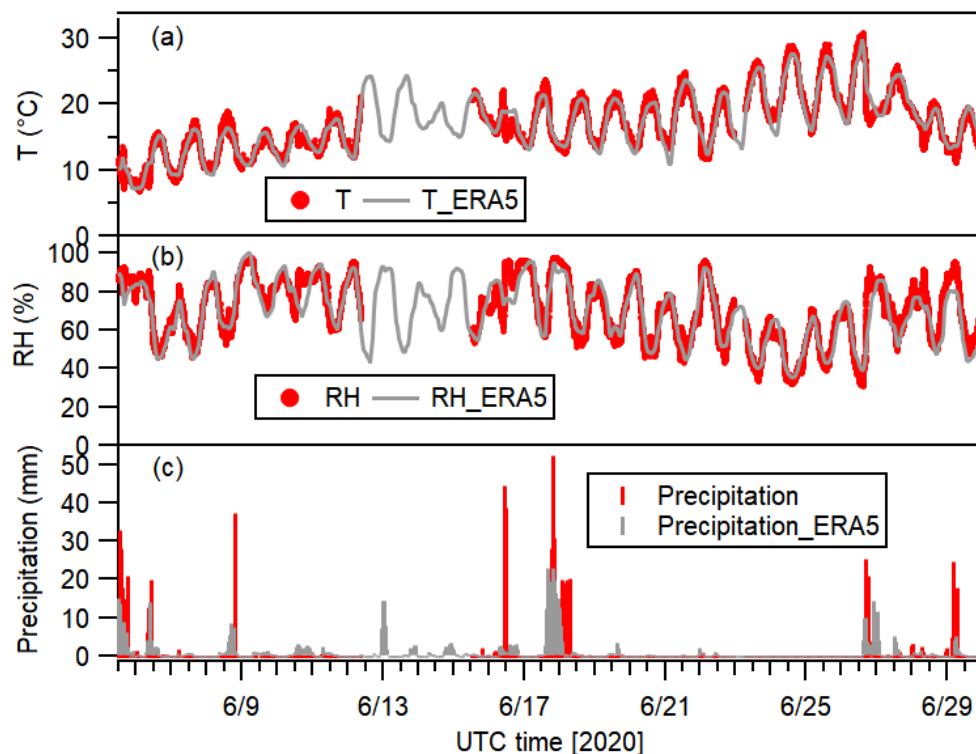 (a)
30
20
10
0
T (°C)
T T_ERA5
(b)
100
80
60
40
20
0
RH (%)
RH RH_ERA5
(c)
50
40
30
20
10
0
Precipitation (mm)
Precipitation
Precipitation_ERA5
6/9 6/13 6/17 6/21 6/25 6/29
UTC time [2020]